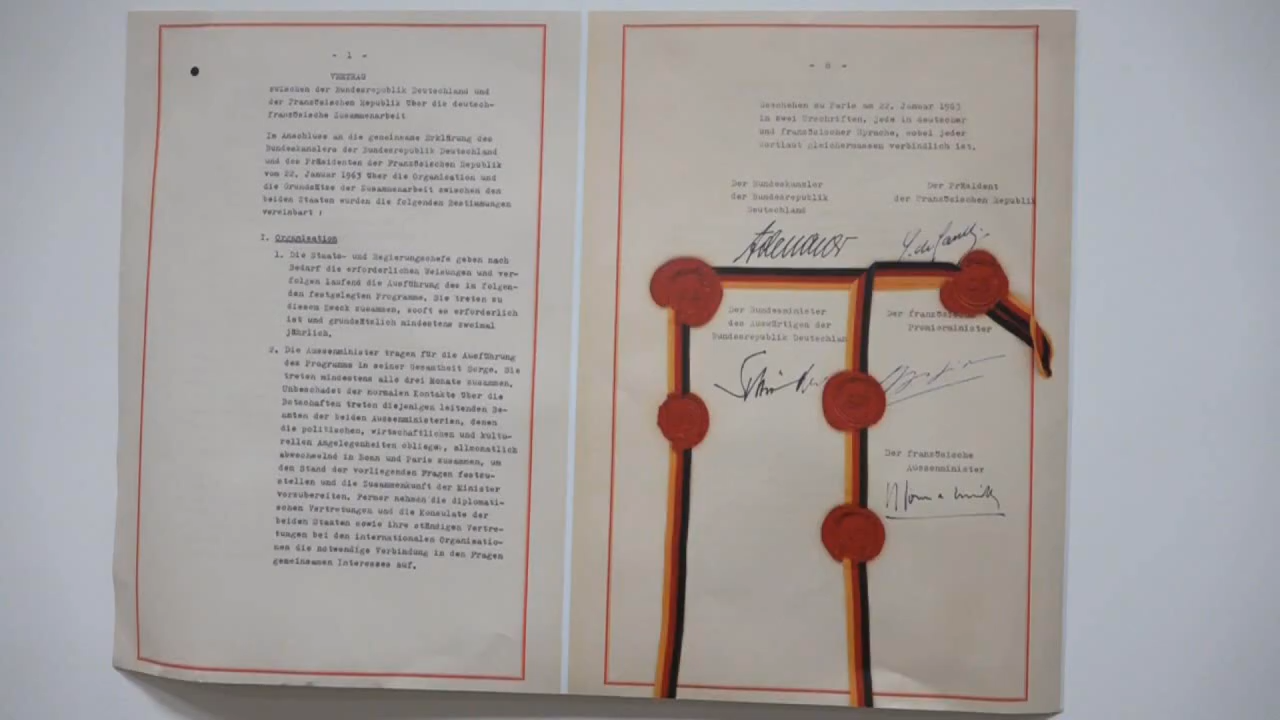 - 1 -
VERTRAG
zwischen der Bundesrepublik Deutschland und
der Französischen Republik über die deutsch-
französische Zusammenarbeit
Im Anschluss an die gemeinsame Erklärung des
Bundeskanzlers der Bundesrepublik Deutschland
und des Präsidenten der Französischen Republik
vom 22. Januar 1963 über die Organisation und
die Grundsätze der Zusammenarbeit zwischen den
beiden Staaten wurden die folgenden Bestimmungen
vereinbart :
I. Organisation
1. Die Staats- und Regierungschefs geben nach
Bedarf die erforderlichen Weisungen und ver-
folgen laufend die Ausführung des im folgen-
den festgelegten Programms. Sie treten zu
diesem Zweck zusammen, sooft es erforderlich
ist und grundsätzlich mindestens zweimal
jährlich.
2. Die Aussenminister tragen für die Ausführung
des Programms in seiner Gesamtheit Sorge. Sie
treten mindestens alle drei Monate zusammen.
Unbeschadet der normalen Kontakte über die
Botschaften treten diejenigen leitenden Be-
amten der beiden Aussenministerien, denen
die politischen, wirtschaftlichen und kultu-
rellen Angelegenheiten obliegen, allmonatlich
abwechselnd in Bonn und Paris zusammen, um
den Stand der vorliegenden Fragen festzu-
stellen und die Zusammenkunft der Minister
vorzubereiten. Ferner nehmen die diplomati-
schen Vertretungen und die Konsulate der
beiden Staaten sowie ihre ständigen Vertre-
tungen bei den internationalen Organisatio-
nen die notwendige Verbindung in den Fragen
gemeinsamen Interesses auf.
- 8 -
Geschehen zu Paris am 22. Januar 1963
in zwei Urschriften, jede in deutscher
und französischer Sprache, wobei jeder
Wortlaut gleichermassen verbindlich ist.
Der Bundeskanzler
der Bundesrepublik
Deutschland
Der Präsident
der Französischen Republik
Adenauer
C. de Gaulle
Der Bundesminister
des Auswärtigen der
Bundesrepublik Deutschlan
Der französische
Premierminister
Der französische
Aussenminister